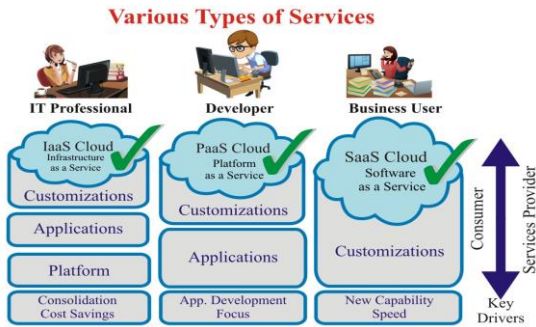 Various Types of Services
IT Professional
Developer
Business User
IaaS Cloud
Infrastructure
as a Service
Customizations
Applications
Platform
Consolidation
Cost Savings
PaaS Cloud
Platform
as a Service
Customizations
Applications
App. Development
Focus
SaaS Cloud
Software
as a Service
Customizations
New Capability
Speed
Consumer
Services Provider
Key
Drivers